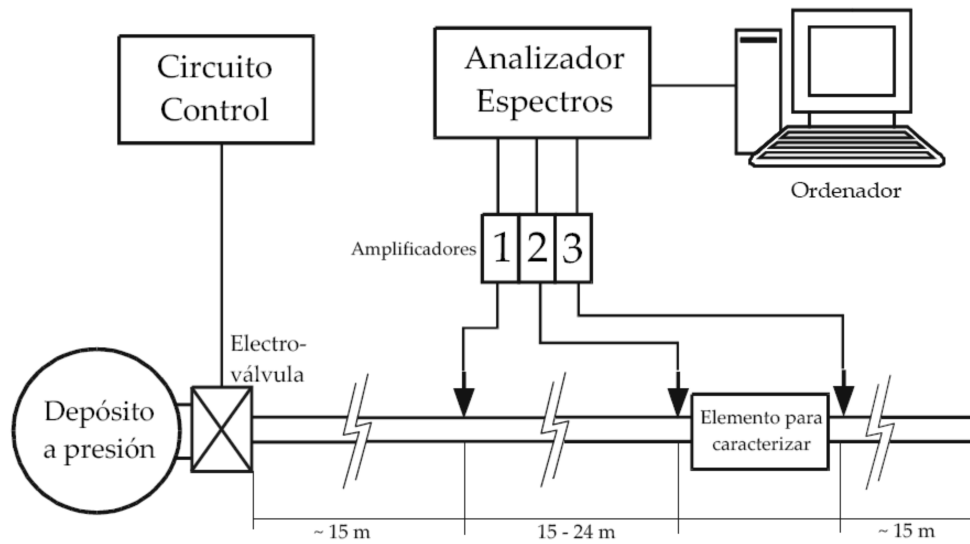 Circuito
Control
Analizador
Espectros
Ordenador
Amplificadores
1 2 3
Electro-
válvula
Depósito
a presión
Elemento para
caracterizar
~ 15 m
15 - 24 m
~ 15 m